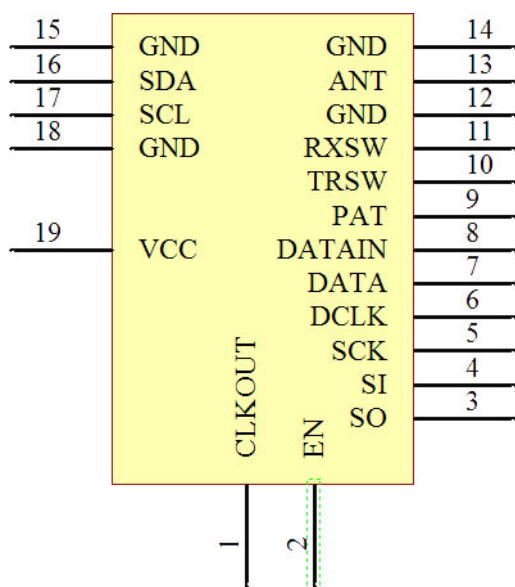 15 GND GND 14
16 SDA ANT 13
17 SCL GND 12
18 GND RXSW 11
TRSW 10
PAT 9
19 VCC DATAIN 8
DATA 7
DCLK 6
SCK 5
SI 4
SO 3
CLKOUT EN
1 2